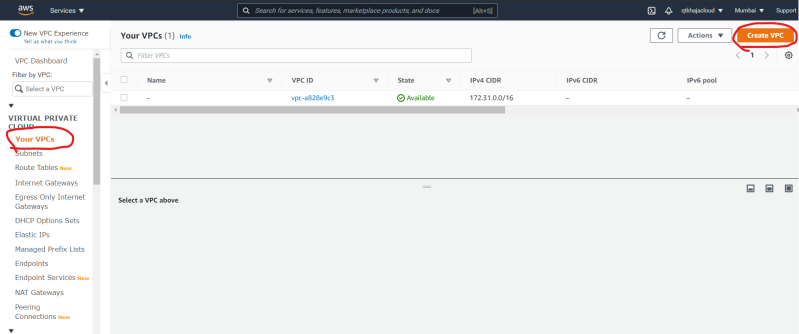 aws
Services ▼
Search for services, features, marketplace products, and docs
[Alt+S]
qtkhajacloud ▼
Mumbai ▼
Support
New VPC Experience
Tell us what you think
VPC Dashboard
Filter by VPC:
Select a VPC
VIRTUAL PRIVATE
CLOUD
Your VPCs
Subnets
Route Tables New
Internet Gateways
Egress Only Internet
Gateways
DHCP Options Sets
Elastic IPs
Managed Prefix Lists
Endpoints
Endpoint Services New
NAT Gateways
Peering
Connections New
Your VPCs (1) Info
Actions ▼
Create VPC
Filter VPCs
1
Name
VPC ID
State
IPv4 CIDR
IPv6 CIDR
IPv6 pool
–
vpc-a828e9c3
Available
172.31.0.0/16
–
–
Select a VPC above